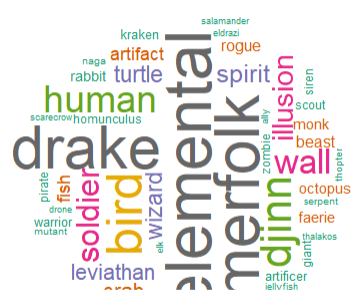 salamander
kraken
eldrazi
artifact
rogue
naga
rabbit
turtle
spirit
human
elemental
illusion
siren
scarecrow
homunculus
ally
scout
drake
merfolk
monk
beast
zombie
wall
thopter
pirate
fish
soldier
bird
wizard
djinn
octopus
drone
serpent
warrior
faerie
mutant
elk
thalakos
giant
leviathan
artificer
crab
jellyfish